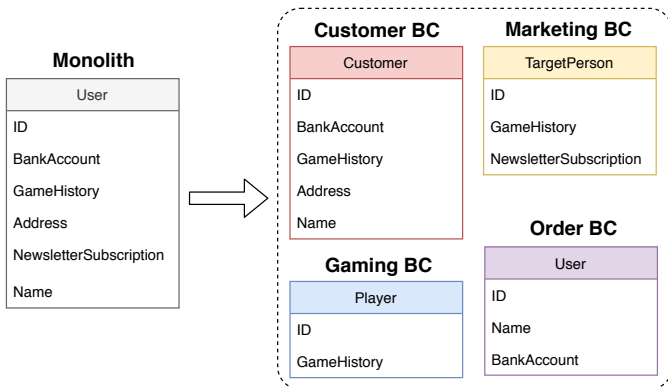 Monolith
User
ID
BankAccount
GameHistory
Address
NewsletterSubscription
Name
Customer BC
Customer
ID
BankAccount
GameHistory
Address
Name
Marketing BC
TargetPerson
ID
GameHistory
NewsletterSubscription
Gaming BC
Player
ID
GameHistory
Order BC
User
ID
Name
BankAccount